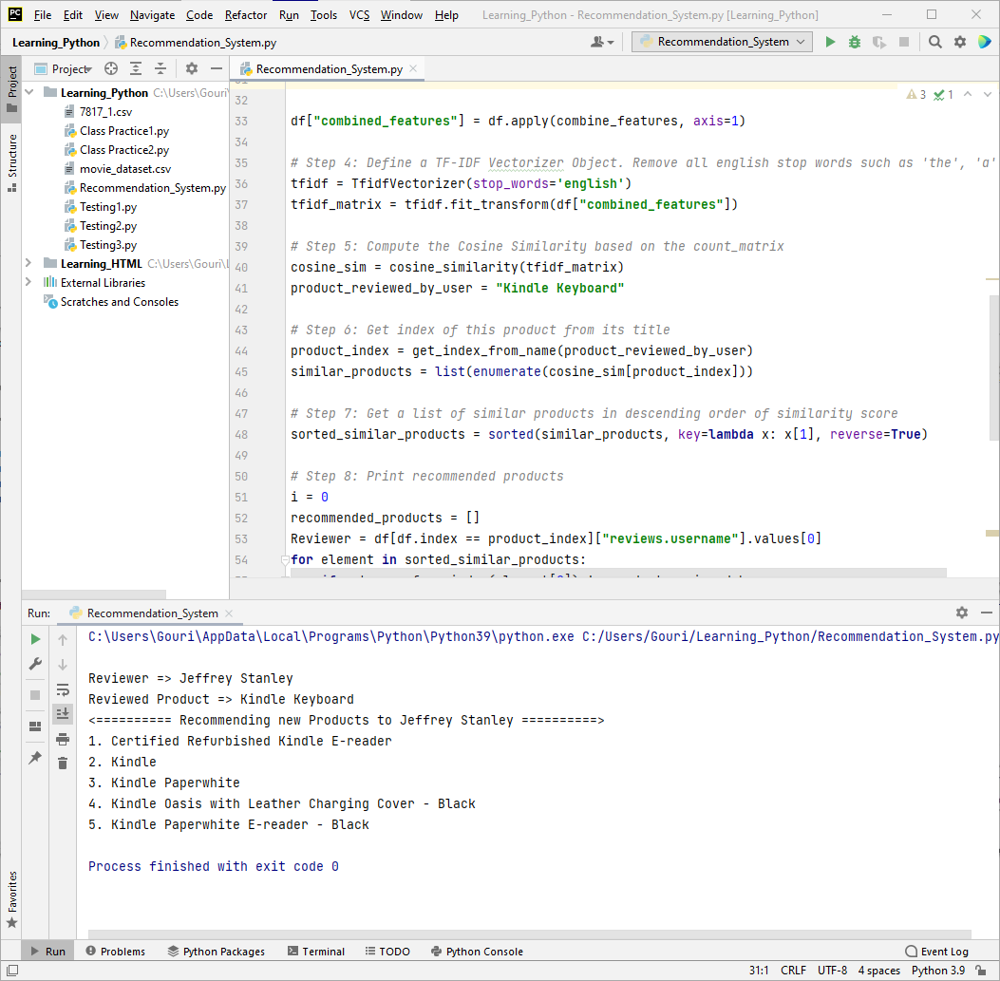 PC File Edit View Navigate Code Refactor Run Tools VCS Window Help Learning_Python - Recommendation_System.py [Learning_Python]
Learning_Python Recommendation_System.py Recommendation_System
Project Recommendation_System.py
Project
Structure
Favorites
Learning_Python C:\Users\Gouri\
7817_1.csv
Class Practice1.py
Class Practice2.py
movie_dataset.csv
Recommendation_System.py
Testing1.py
Testing2.py
Testing3.py
Learning_HTML C:\Users\Gouri\
External Libraries
Scratches and Consoles
3 1
32
33 df["combined_features"] = df.apply(combine_features, axis=1)
34
35 # Step 4: Define a TF-IDF Vectorizer Object. Remove all english stop words such as 'the', 'a'
36 tfidf = TfidfVectorizer(stop_words='english')
37 tfidf_matrix = tfidf.fit_transform(df["combined_features"])
38
39 # Step 5: Compute the Cosine Similarity based on the count_matrix
40 cosine_sim = cosine_similarity(tfidf_matrix)
41 product_reviewed_by_user = "Kindle Keyboard"
42
43 # Step 6: Get index of this product from its title
44 product_index = get_index_from_name(product_reviewed_by_user)
45 similar_products = list(enumerate(cosine_sim[product_index]))
46
47 # Step 7: Get a list of similar products in descending order of similarity score
48 sorted_similar_products = sorted(similar_products, key=lambda x: x[1], reverse=True)
49
50 # Step 8: Print recommended products
51 i = 0
52 recommended_products = []
53 Reviewer = df[df.index == product_index]["reviews.username"].values[0]
54 for element in sorted_similar_products:
Run: Recommendation_System
C:\Users\Gouri\AppData\Local\Programs\Python\Python39\python.exe C:/Users/Gouri/Learning_Python/Recommendation_System.py
Reviewer => Jeffrey Stanley
Reviewed Product => Kindle Keyboard
<========== Recommending new Products to Jeffrey Stanley ==========>
1. Certified Refurbished Kindle E-reader
2. Kindle
3. Kindle Paperwhite
4. Kindle Oasis with Leather Charging Cover - Black
5. Kindle Paperwhite E-reader - Black
Process finished with exit code 0
Run Problems Python Packages Terminal TODO Python Console Event Log
31:1 CRLF UTF-8 4 spaces Python 3.9